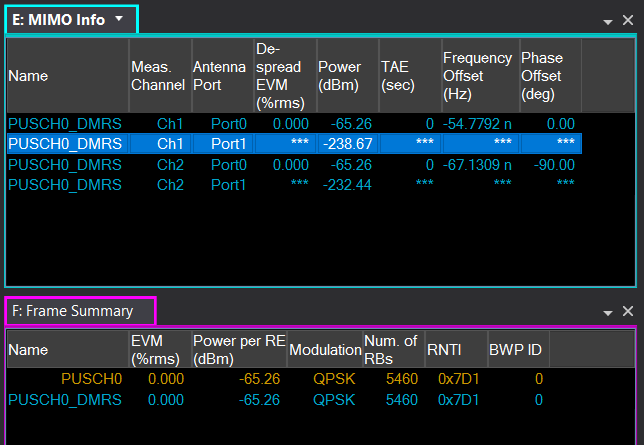 E: MIMO Info
Name Meas. Channel Antenna Port De-spread EVM (%rms) Power (dBm) TAE (sec) Frequency Offset (Hz) Phase Offset (deg)
PUSCH0_DMRS Ch1 Port0 0.000 -65.26 0 -54.7792 n 0.00
PUSCH0_DMRS Ch1 Port1 *** -238.67 *** *** ***
PUSCH0_DMRS Ch2 Port0 0.000 -65.26 0 -67.1309 n -90.00
PUSCH0_DMRS Ch2 Port1 *** -232.44 *** *** ***
F: Frame Summary
Name EVM (%rms) Power per RE (dBm) Modulation Num. of RBs RNTI BWP ID
PUSCH0 0.000 -65.26 QPSK 5460 0x7D1 0
PUSCH0_DMRS 0.000 -65.26 QPSK 5460 0x7D1 0